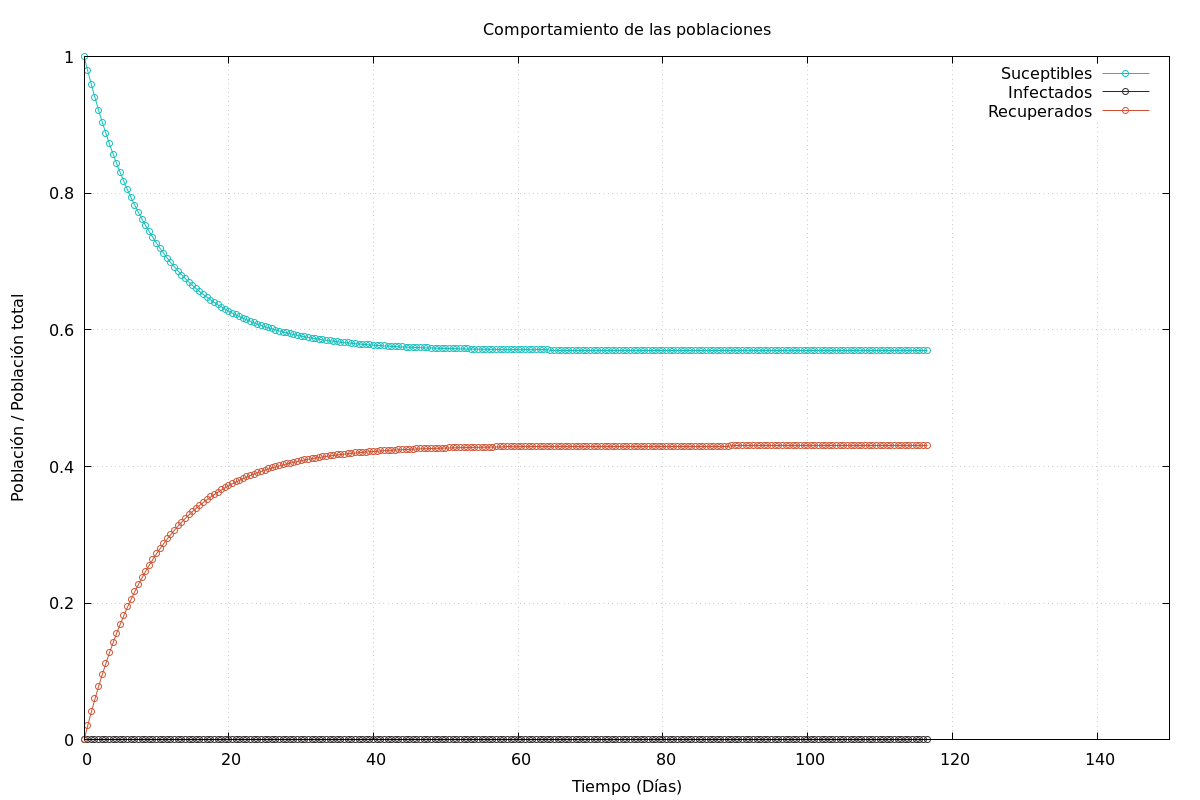 Comportamiento de las poblaciones
Suceptibles
Infectados
Recuperados
Población / Población total
1
0.8
0.6
0.4
0.2
0
0 20 40 60 80 100 120 140
Tiempo (Días)